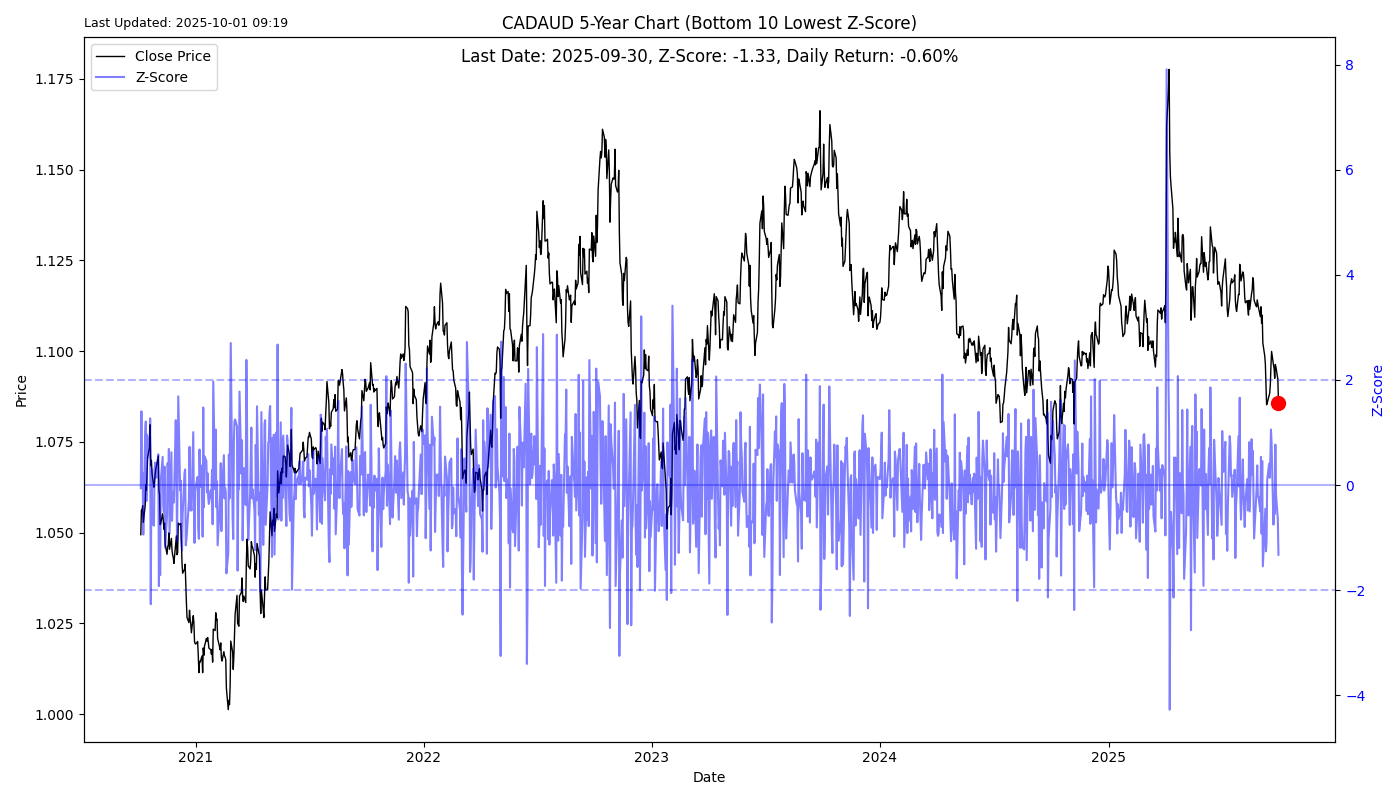 Last Updated: 2025-10-01 09:19
CADAUD 5-Year Chart (Bottom 10 Lowest Z-Score)
Last Date: 2025-09-30, Z-Score: -1.33, Daily Return: -0.60%
Close Price
Z-Score
Price
1.175
1.150
1.125
1.100
1.075
1.050
1.025
1.000
8
6
4
2
0
−2
−4
Z-Score
2021
2022
2023
2024
2025
Date